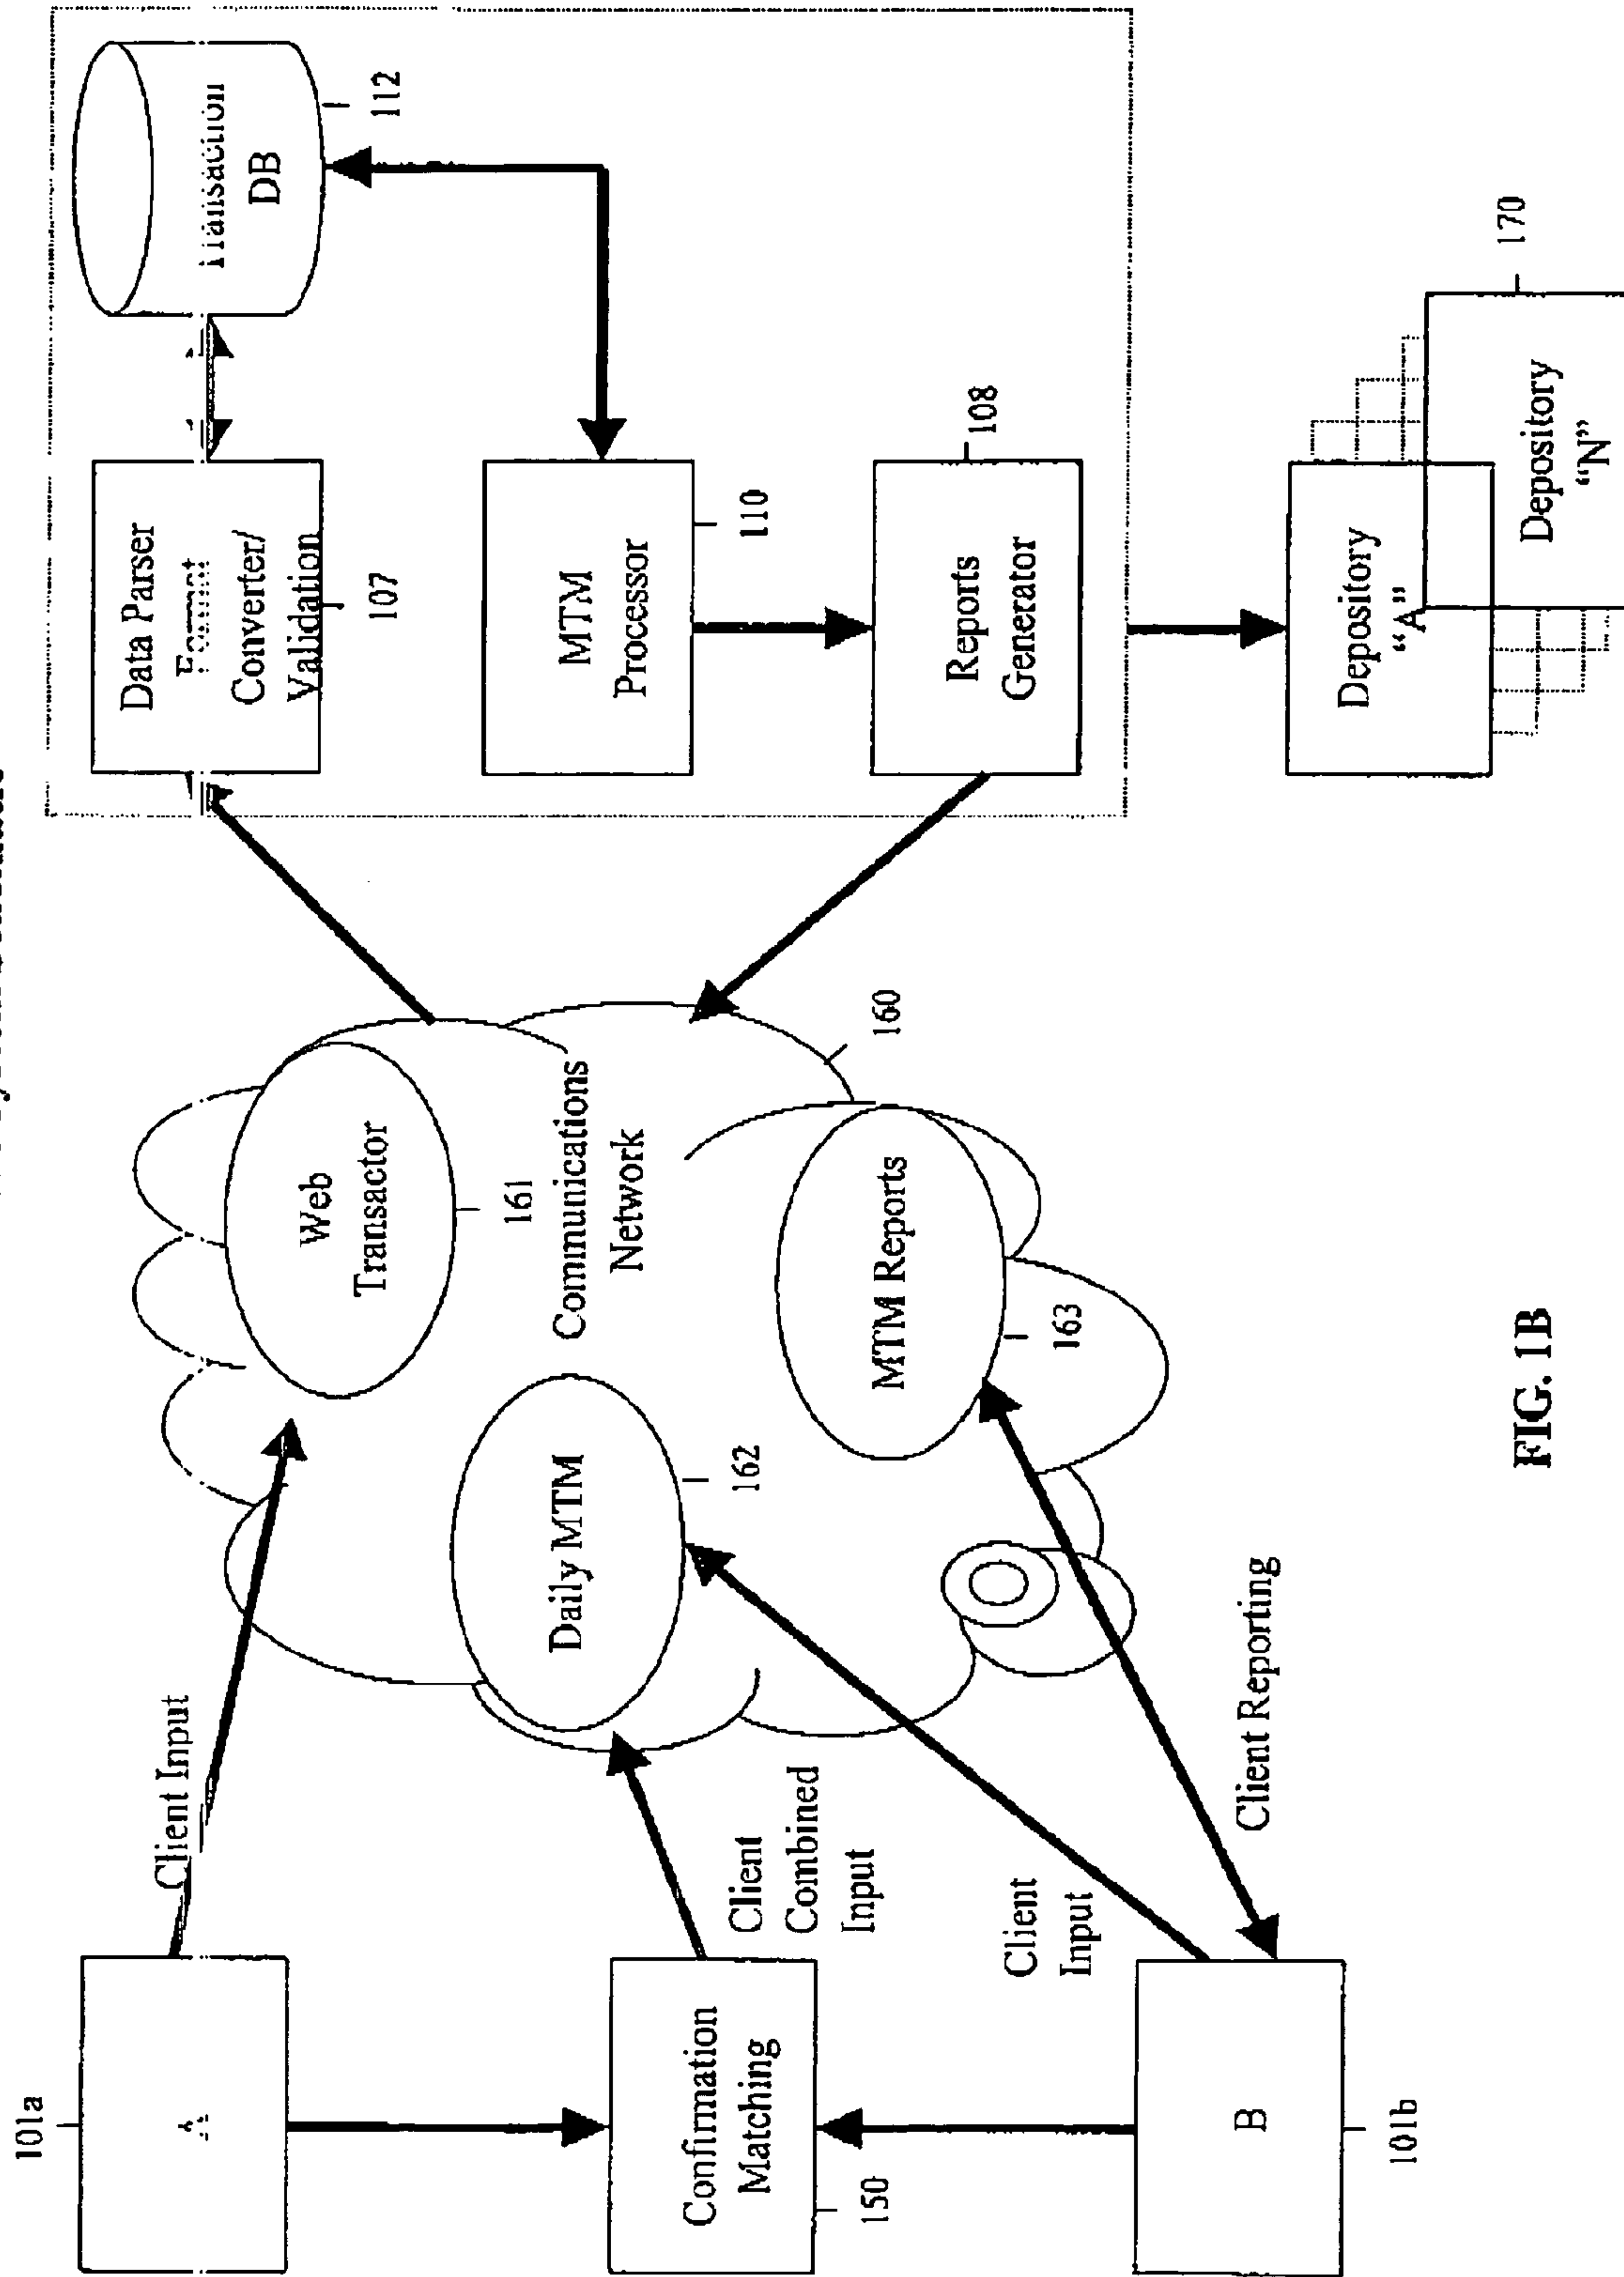 101a
A
Client Input
Confirmation
Matching
150
Client
Combined
Input
Client
Input
B
101b
Client Reporting
Daily MTM
162
Web
Transactor
161
Communications
Network
160
MTM Reports
163
Data Parser
Format
Converter/
Validation
107
Transaction
DB
112
MTM
Processor
110
Reports
Generator
108
Depository
“A”
Depository
“N”
170
FIG. 1B